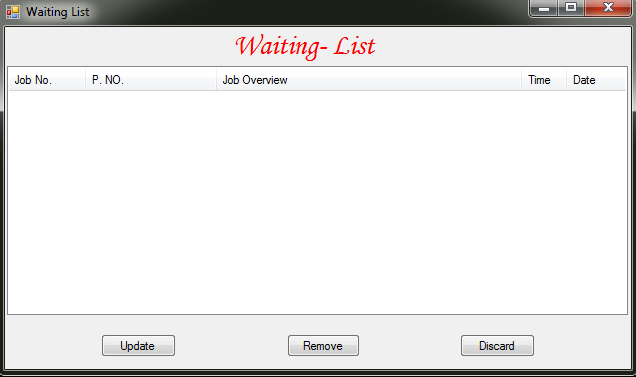 Waiting List
Waiting- List
Job No. P. NO. Job Overview Time Date
Update Remove Discard